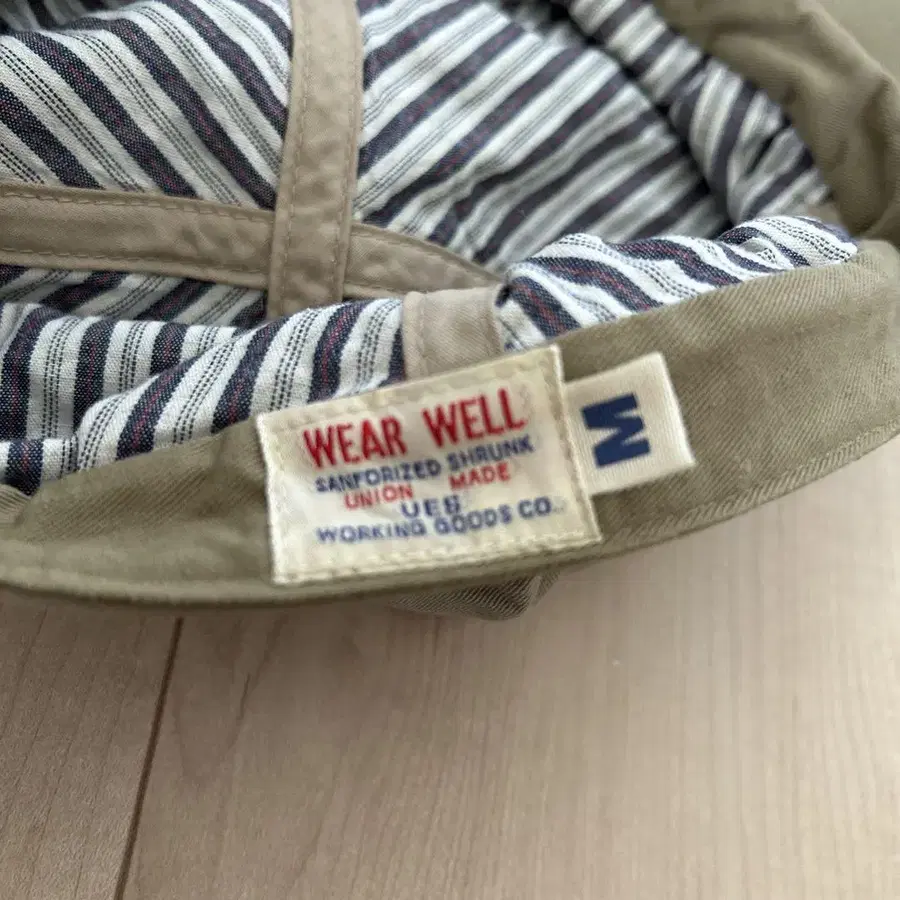 WEAR WELL
SANFORIZED SHRUNK
UNION MADE
UES
WORKING GOODS CO.
M